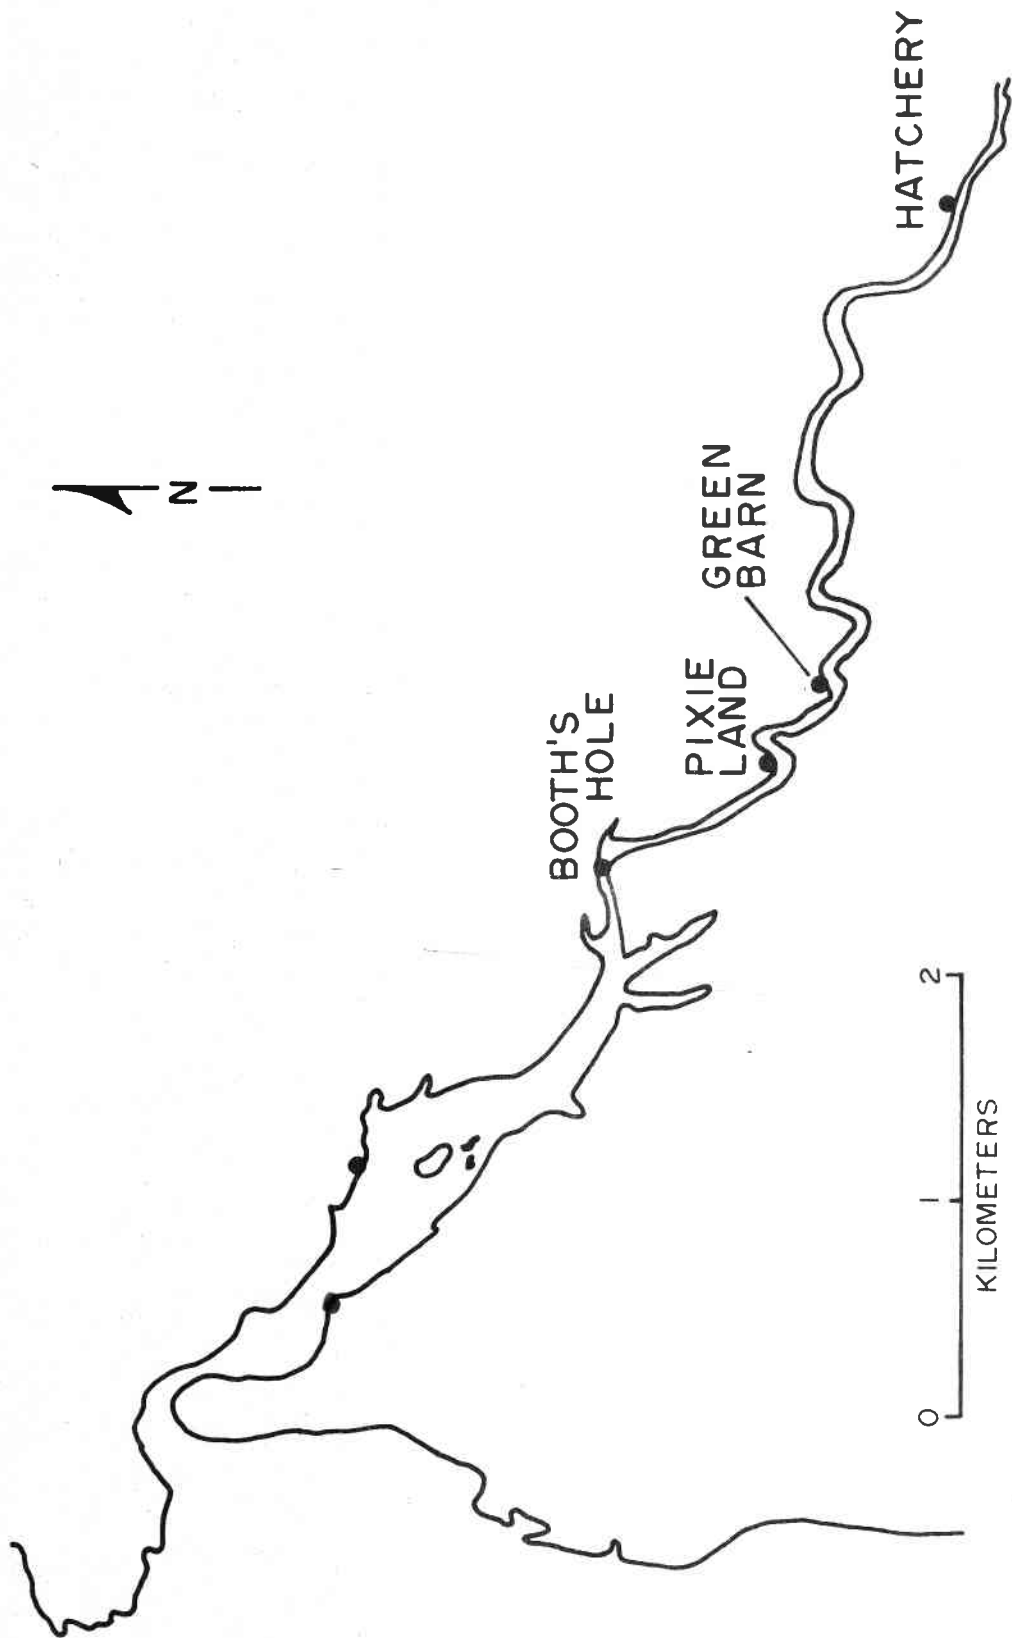 N
BOOTH'S
HOLE
PIXIE
LAND
GREEN
BARN
HATCHERY
0 1 2
KILOMETERS